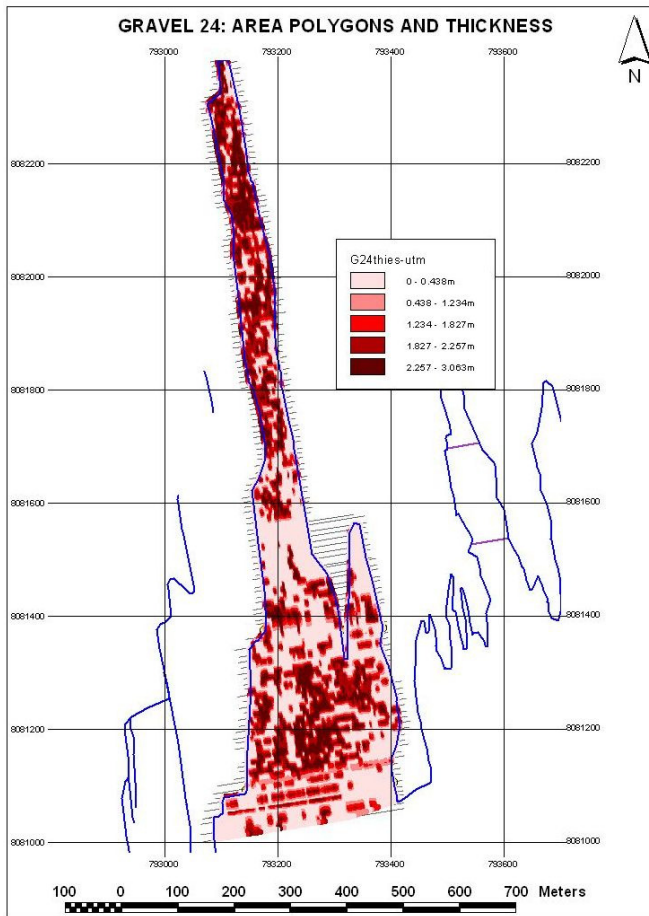 GRAVEL 24: AREA POLYGONS AND THICKNESS
N
793000 793200 793400 793600
8082200 8082200
8082000 8082000
G24thies-utm
0 - 0.438m
0.438 - 1.234m
1.234 - 1.827m
1.827 - 2.257m
2.257 - 3.063m
8081800 8081800
8081600 8081600
8081400 8081400
8081200 8081200
8081000 8081000
793000 793200 793400 793600
100 0 100 200 300 400 500 600 700 Meters